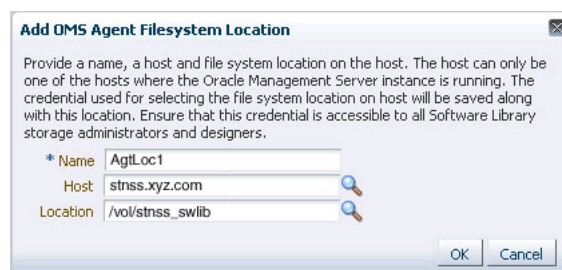 Add OMS Agent Filesystem Location
Provide a name, a host and file system location on the host. The host can only be
one of the hosts where the Oracle Management Server instance is running. The
credential used for selecting the file system location on host will be saved along
with this location. Ensure that this credential is accessible to all Software Library
storage administrators and designers.
* Name AgtLoc1
Host stnss.xyz.com
Location /vol/stnss_swlib
OK Cancel